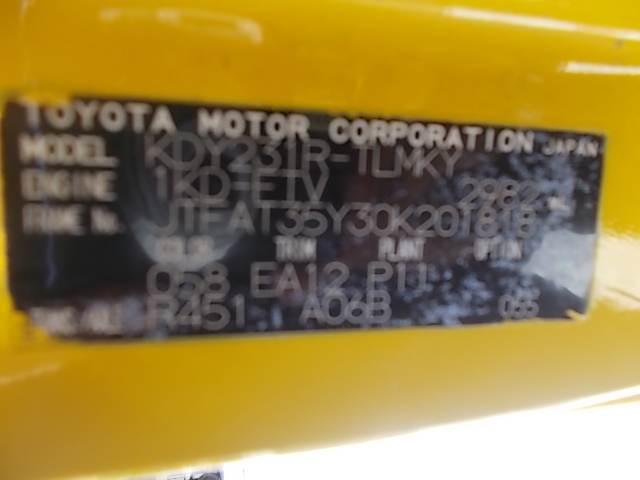 TOYOTA MOTOR CORPORATION JAPAN
MODEL KDY231R-TLMKY
ENGINE 1KD-FTV 2982 mL
FRAME No. JTFAT35Y30K201818
COLOR TRIM PLANT OPTION
058 EA12 P11
R451 A06B